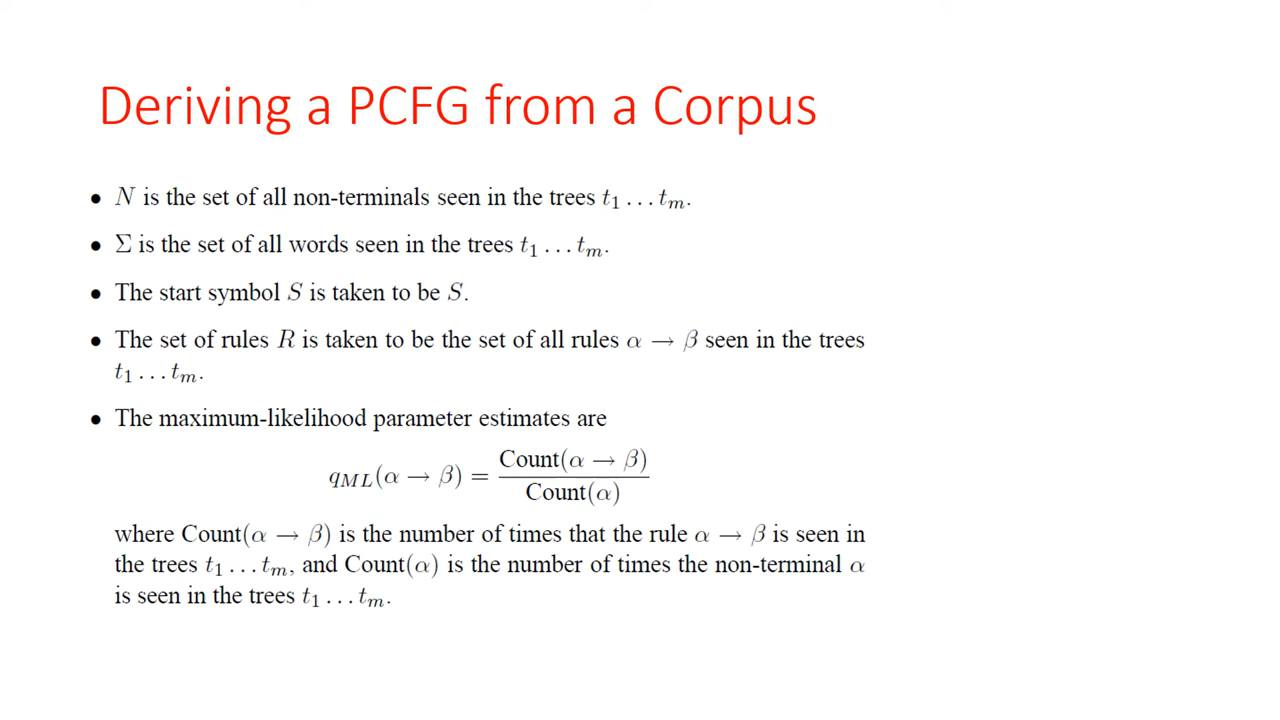 Deriving a PCFG from a Corpus
• N is the set of all non-terminals seen in the trees t₁ . . . tₘ.
• Σ is the set of all words seen in the trees t₁ . . . tₘ.
• The start symbol S is taken to be S.
• The set of rules R is taken to be the set of all rules α → β seen in the trees
t₁ . . . tₘ.
• The maximum-likelihood parameter estimates are
q_{ML}(α → β) = Count(α → β) / Count(α)
where Count(α → β) is the number of times that the rule α → β is seen in
the trees t₁ . . . tₘ, and Count(α) is the number of times the non-terminal α
is seen in the trees t₁ . . . tₘ.